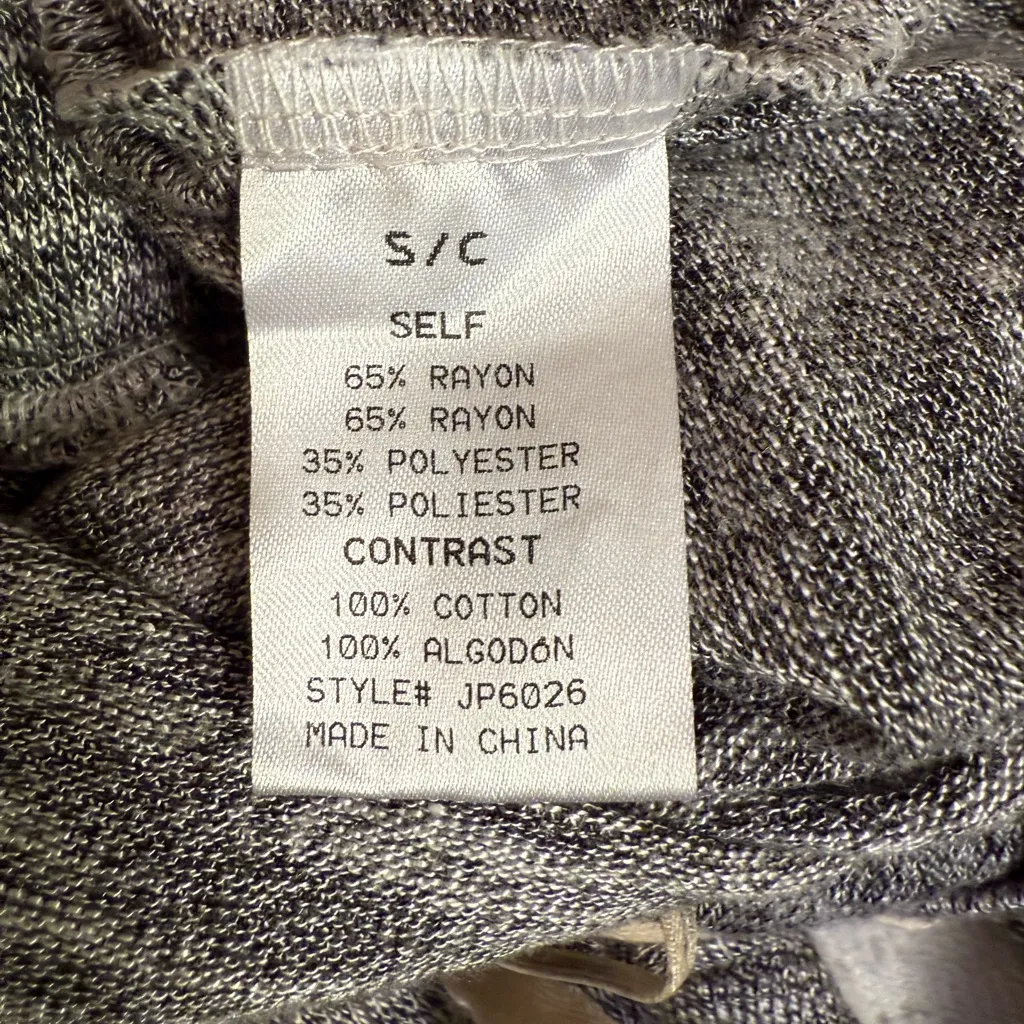 S/C
SELF
65% RAYON
65% RAYON
35% POLYESTER
35% POLIESTER
CONTRAST
100% COTTON
100% ALGODóN
STYLE# JP6026
MADE IN CHINA